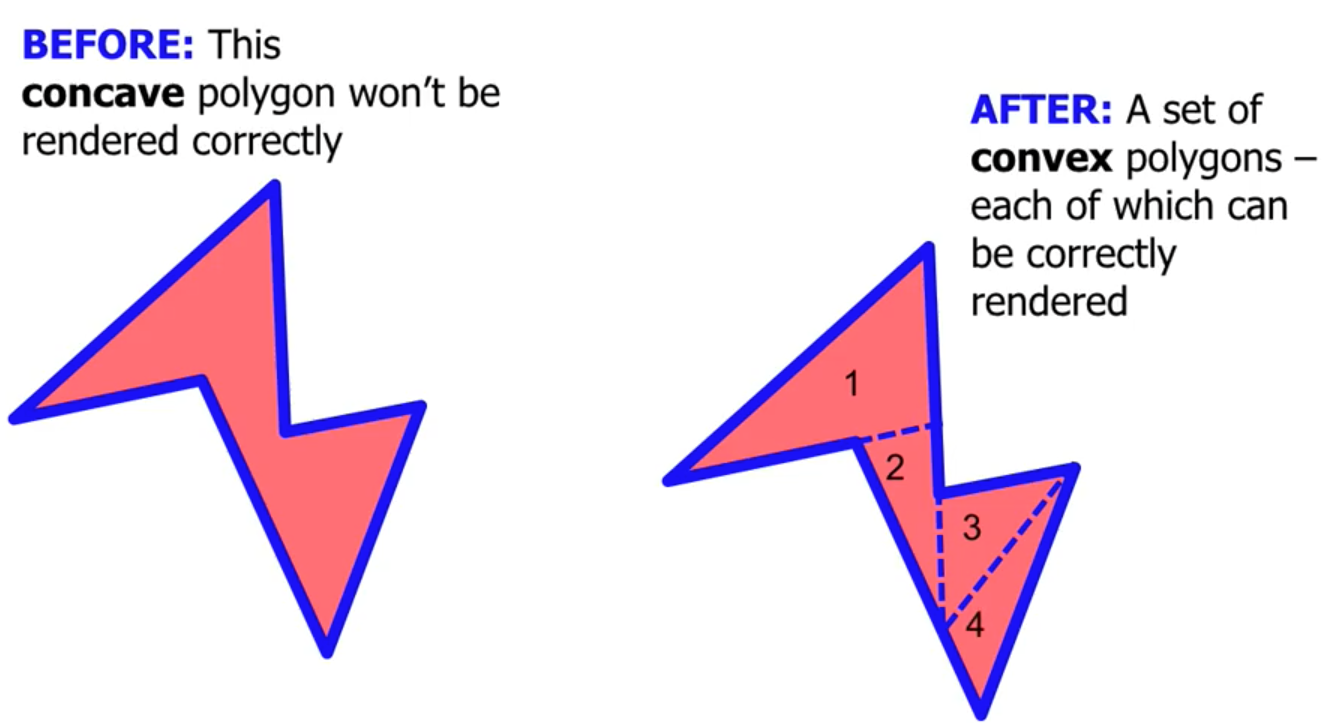 BEFORE: This
concave polygon won’t be
rendered correctly
AFTER: A set of
convex polygons –
each of which can
be correctly
rendered
1
2
3
4